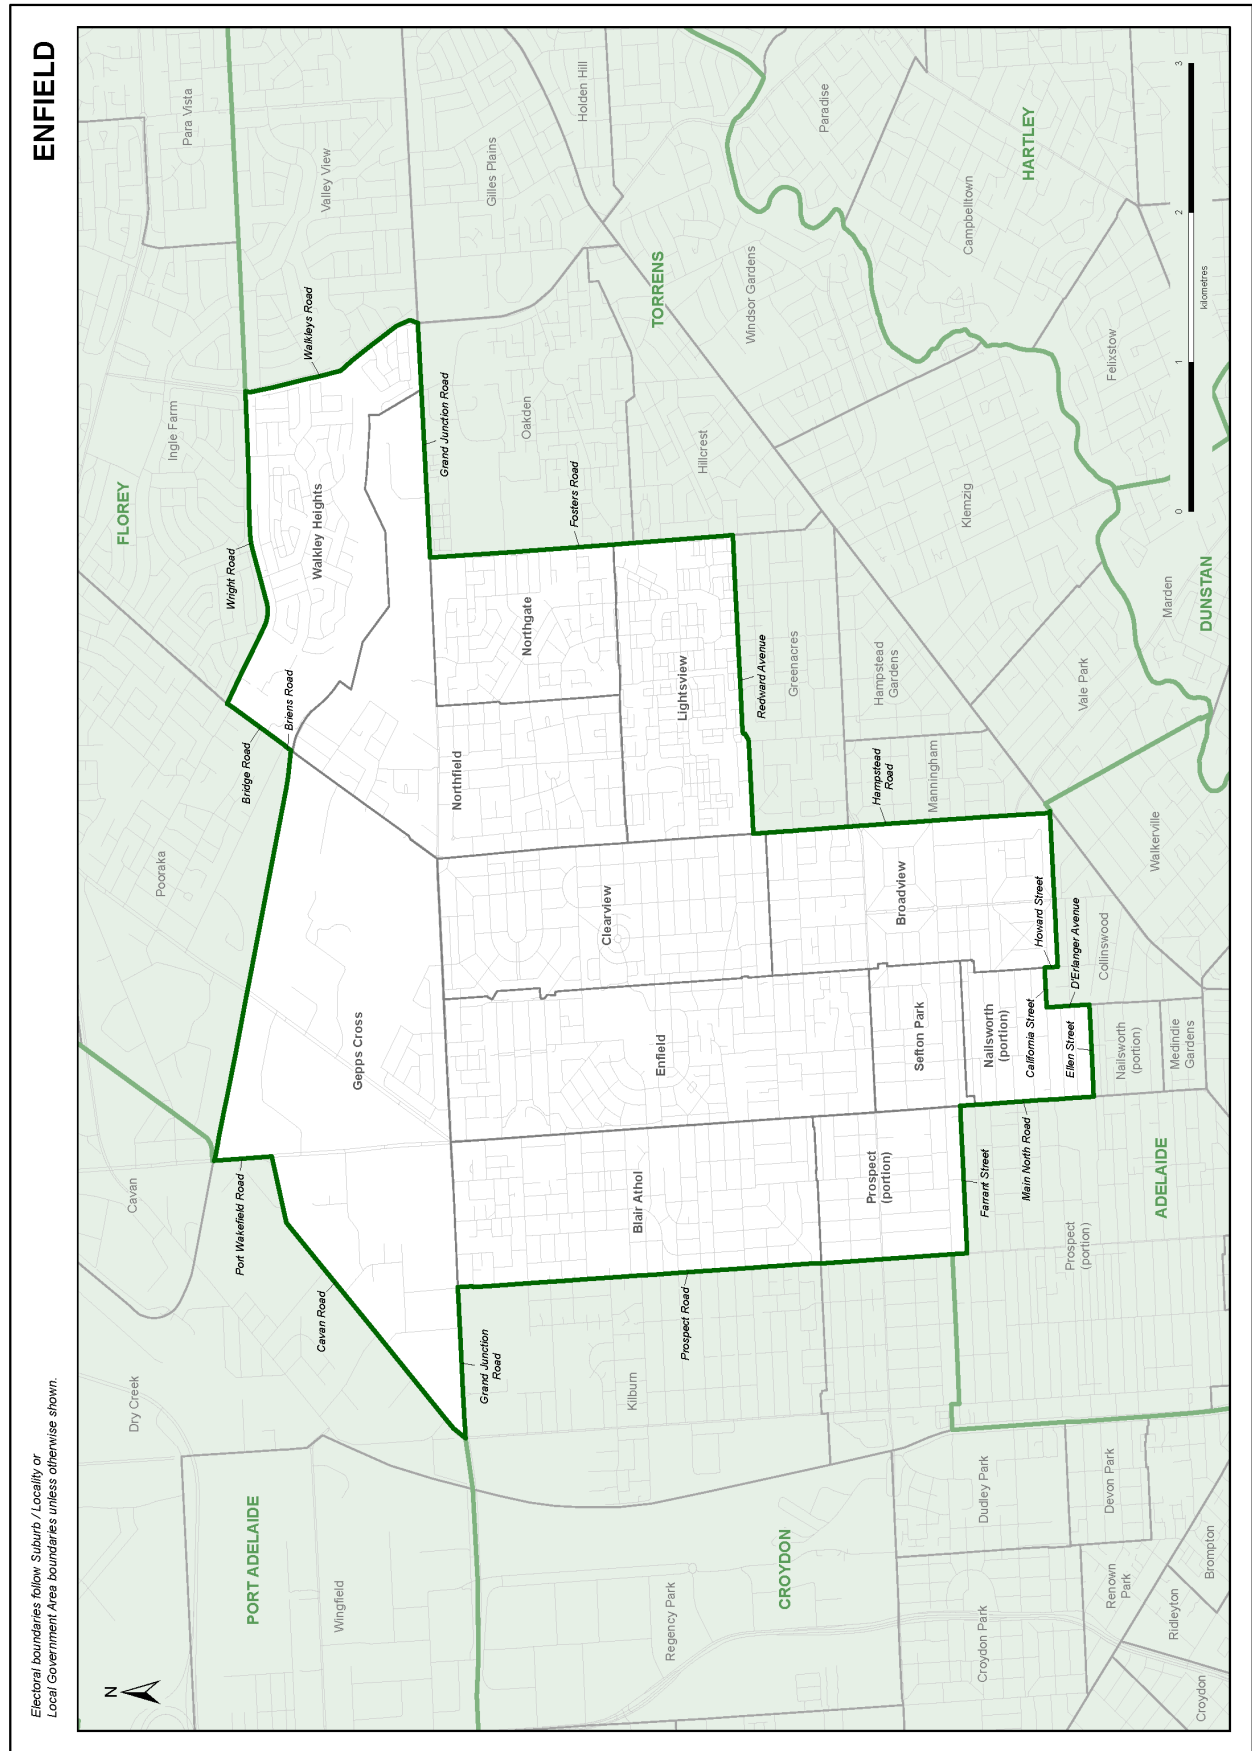 ENFIELD
Electoral boundaries follow Suburb / Locality or
Local Government Area boundaries unless otherwise shown.
N
Dry Creek
Cavan
Pooraka
FLOREY
Ingle Farm
Para Vista
Valley View
Holden Hill
Gilles Plains
PORT ADELAIDE
Wingfield
Cavan Road
Port Wakefield Road
Bridge Road
Briens Road
Wright Road
Walkleys Road
Walkley Heights
Gepps Cross
Grand Junction Road
Grand Junction
Road
Oakden
Fosters Road
Northgate
Northfield
Lightsview
Clearview
Enfield
Blair Athol
Prospect Road
Kilburn
Regency Park
CROYDON
TORRENS
Hillcrest
Windsor Gardens
Paradise
HARTLEY
Campbelltown
Redward Avenue
Greenacres
Hampstead
Gardens
Hampstead
Road
Manningham
Klemzig
Felixstow
Broadview
Sefton Park
Prospect
(portion)
Nailsworth
(portion)
Howard Street
California Street
D'Erlanger Avenue
Ellen Street
Collinswood
Farrant Street
Main North Road
Nailsworth
(portion)
Medindie
Gardens
Prospect
(portion)
ADELAIDE
Walkerville
Vale Park
Marden
DUNSTAN
Dudley Park
Devon Park
Croydon Park
Renown
Park
Ridleyton
Brompton
Croydon
0
1
2
3
kilometres